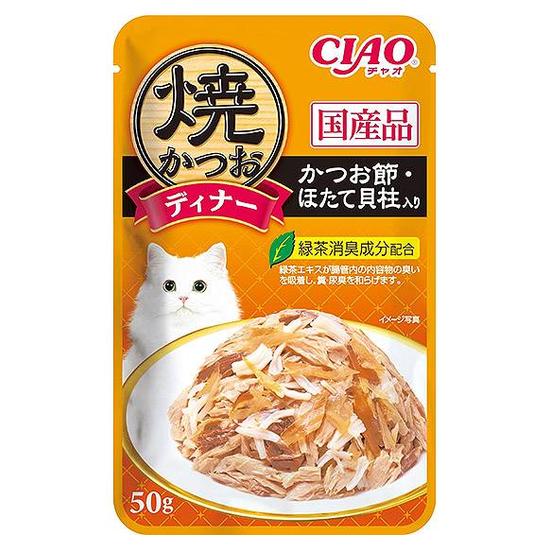 CIAO
チャオ
焼
かつお
ディナー
国産品
かつお節・
ほたて貝柱入り
緑茶消臭成分配合
緑茶エキスが腸管内の内容物の臭い
を吸着し、糞・尿臭を和らげます。
イメージ写真
50g